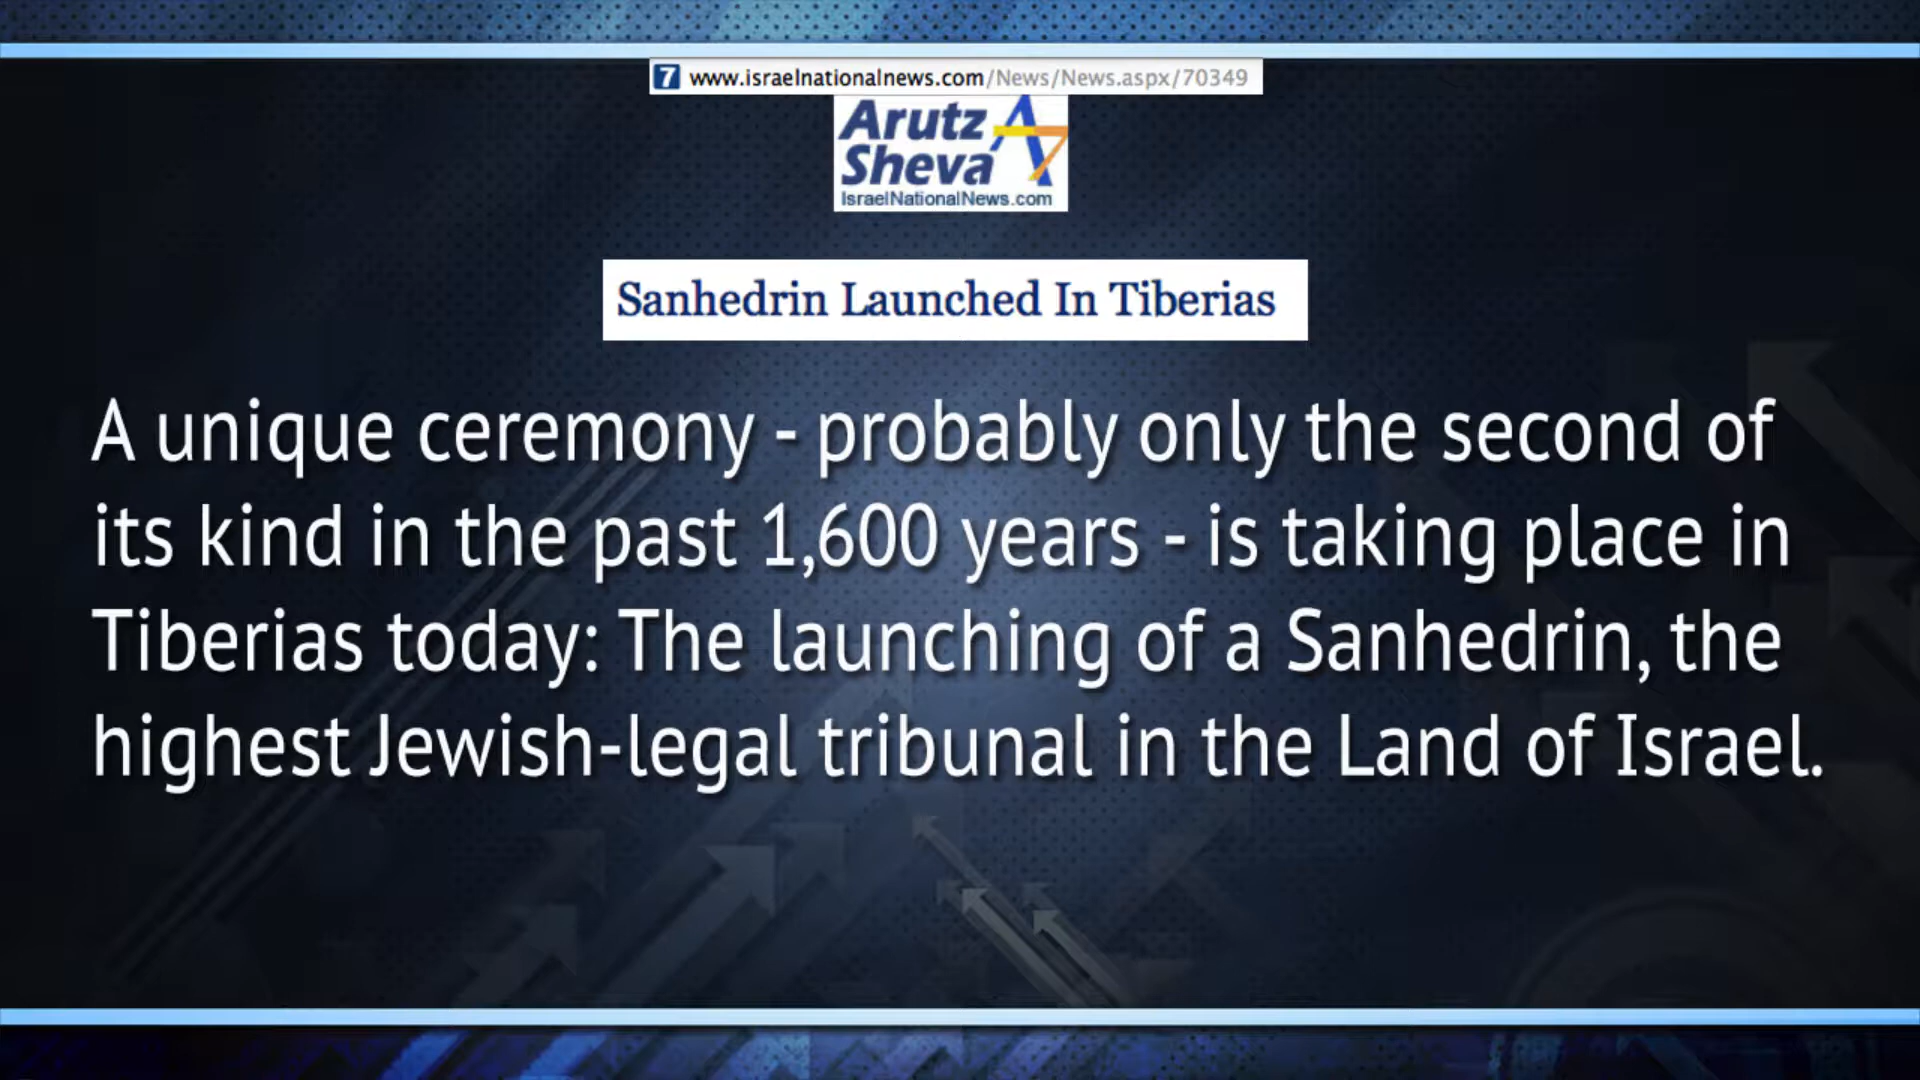 7 www.israelnationalnews.com/News/News.aspx/70349
Arutz
Sheva A7
IsraelNationalNews.com
Sanhedrin Launched In Tiberias
A unique ceremony - probably only the second of
its kind in the past 1,600 years - is taking place in
Tiberias today: The launching of a Sanhedrin, the
highest Jewish-legal tribunal in the Land of Israel.